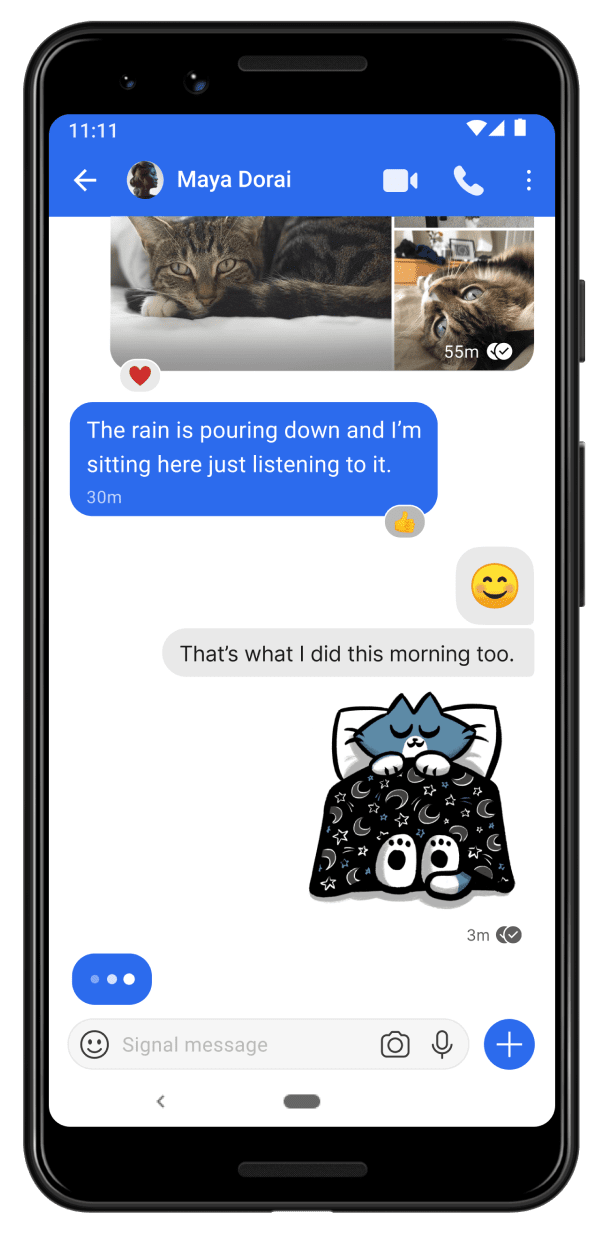 11:11
Maya Dorai
55m
The rain is pouring down and I’m
sitting here just listening to it.
30m
That’s what I did this morning too.
3m
Signal message